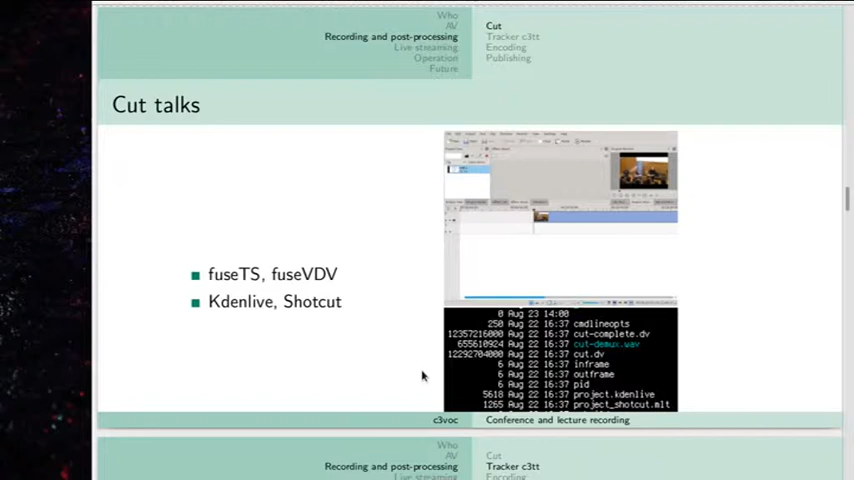 Who
AV
Recording and post-processing
Live streaming
Operation
Future
Cut
Tracker c3tt
Encoding
Publishing
Cut talks
fuseTS, fuseVDV
Kdenlive, Shotcut
0 Aug 23 14:00
250 Aug 22 16:37 cmdlineopts
12357216000 Aug 22 16:37 cut-complete.dv
655610924 Aug 22 16:37 cut-demux.wav
12292704000 Aug 22 16:37 cut.dv
6 Aug 22 16:37 inframe
6 Aug 22 16:37 outframe
6 Aug 22 16:37 pid
5618 Aug 22 16:37 project.kdenlive
1265 Aug 22 16:37 project_shotcut.mlt
c3voc
Conference and lecture recording
Who
AV
Recording and post-processing
Live streaming
Cut
Tracker c3tt
Encoding